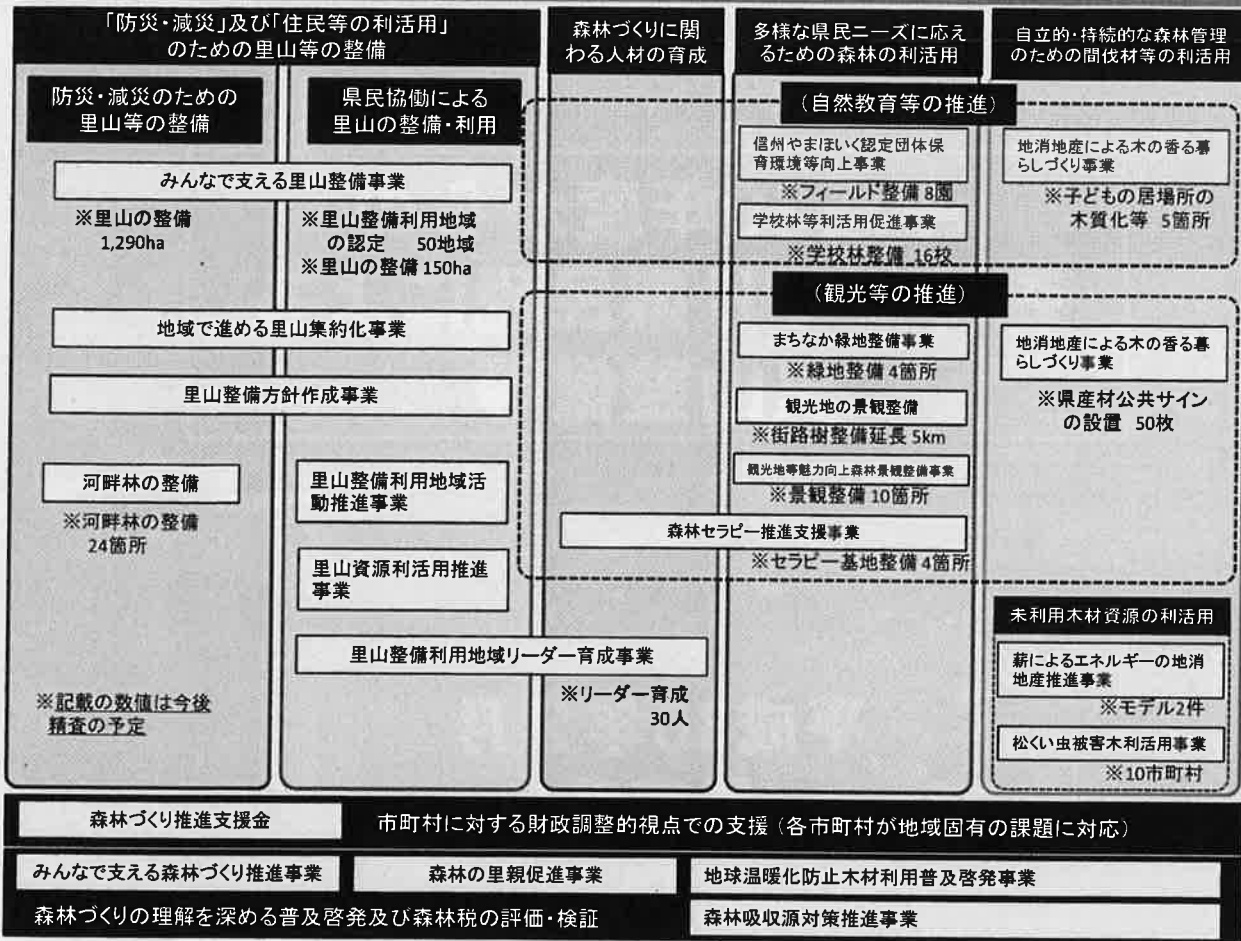 「防災・減災」及び「住民等の利活用」
のための里山等の整備
森林づくりに関
わる人材の育成
多様な県民ニーズに応え
るための森林の利活用
自立的・持続的な森林管理
のための間伐材等の利活用
防災・減災のための
里山等の整備
県民協働による
里山の整備・利用
みんなで支える里山整備事業
※里山の整備
1,290ha
※里山整備利用地域
の認定 50地域
※里山の整備 150ha
地域で進める里山集約化事業
里山整備方針作成事業
河畔林の整備
※河畔林の整備
24箇所
里山整備利用地域活
動推進事業
里山資源利活用推進
事業
里山整備利用地域リーダー育成事業
※リーダー育成
30人
※記載の数値は今後
精査の予定
（自然教育等の推進）
信州やまほいく認定団体保
育環境等向上事業
※フィールド整備 8園
学校林等利活用促進事業
※学校林整備 16校
地消地産による木の香る暮
らしづくり事業
※子どもの居場所の
木質化等 5箇所
（観光等の推進）
まちなか緑地整備事業
※緑地整備 4箇所
観光地の景観整備
※街路樹整備延長 5km
観光地等魅力向上森林景観整備事業
※景観整備 10箇所
森林セラピー推進支援事業
※セラピー基地整備 4箇所
地消地産による木の香る暮
らしづくり事業
※県産材公共サイン
の設置 50枚
未利用木材資源の利活用
薪によるエネルギーの地消
地産推進事業
※モデル2件
松くい虫被害木利活用事業
※10市町村
森林づくり推進支援金
市町村に対する財政調整的視点での支援（各市町村が地域固有の課題に対応）
みんなで支える森林づくり推進事業
森林の里親促進事業
地球温暖化防止木材利用普及啓発事業
森林づくりの理解を深める普及啓発及び森林税の評価・検証
森林吸収源対策推進事業